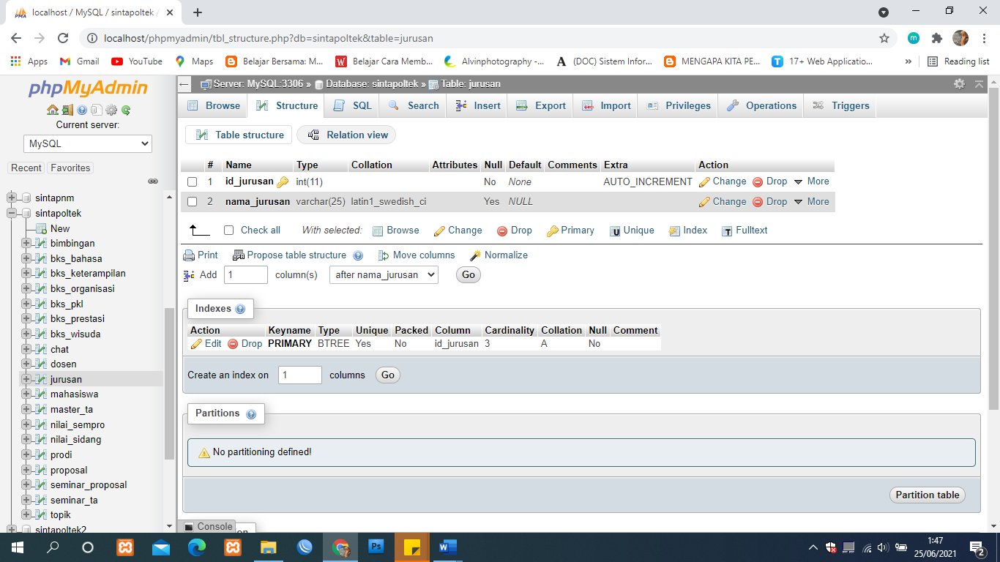 localhost / MySQL / sintapoltek /
localhost/phpmyadmin/tbl_structure.php?db=sintapoltek&table=jurusan
Apps Gmail YouTube Maps Belajar Bersama: M... Belajar Cara Memb... Alvinphotography -... (DOC) Sistem Infor... MENGAPA KITA PE... 17+ Web Applicatio... » Reading list
phpMyAdmin
Current server:
MySQL
Recent Favorites
sintapnm
sintapoltek
New
bimbingan
bks_bahasa
bks_keterampilan
bks_organisasi
bks_pkl
bks_prestasi
bks_wisuda
chat
dosen
jurusan
mahasiswa
master_ta
nilai_sempro
nilai_sidang
prodi
proposal
seminar_proposal
seminar_ta
topik
sintapoltek2
Server: MySQL:3306 » Database: sintapoltek » Table: jurusan
Browse Structure SQL Search Insert Export Import Privileges Operations Triggers
Table structure Relation view
# Name Type Collation Attributes Null Default Comments Extra Action
1 id_jurusan int(11) No None AUTO_INCREMENT Change Drop More
2 nama_jurusan varchar(25) latin1_swedish_ci Yes NULL Change Drop More
Check all With selected: Browse Change Drop Primary Unique Index Fulltext
Print Propose table structure Move columns Normalize
Add 1 column(s) after nama_jurusan Go
Indexes
Action Keyname Type Unique Packed Column Cardinality Collation Null Comment
Edit Drop PRIMARY BTREE Yes No id_jurusan 3 A No
Create an index on 1 columns Go
Partitions
No partitioning defined!
Partition table
Console
1:47
25/06/2021
2